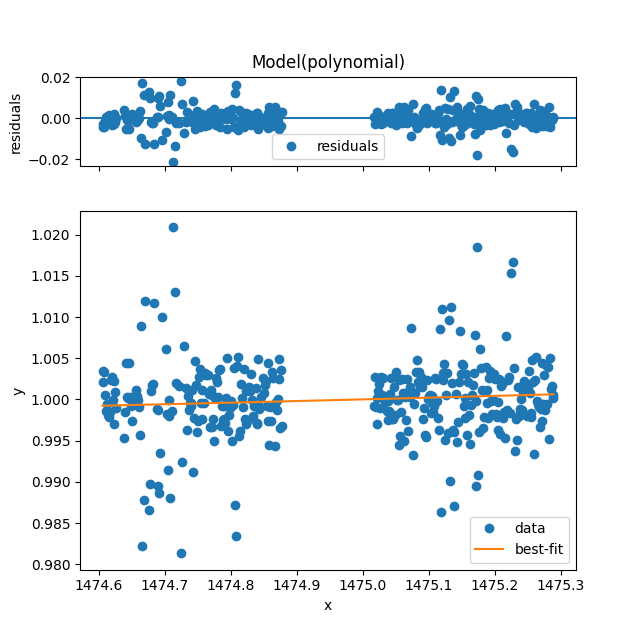 Model(polynomial)
0.02
0.00
−0.02
residuals
residuals
1.020
1.015
1.010
1.005
1.000
0.995
0.990
0.985
0.980
y
data
best-fit
1474.6 1474.7 1474.8 1474.9 1475.0 1475.1 1475.2 1475.3
x